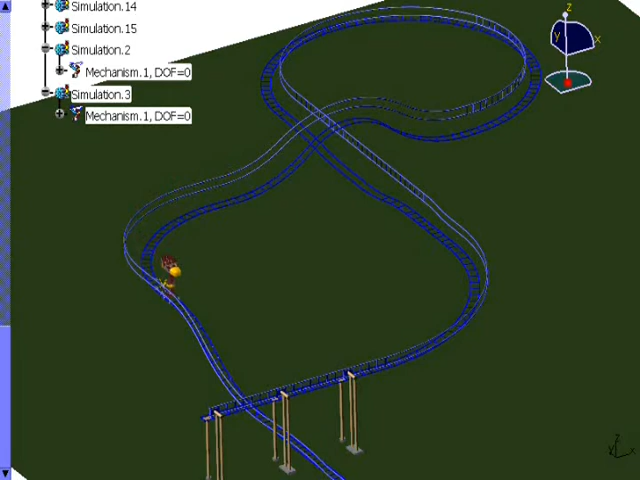 Simulation.14
Simulation.15
Simulation.2
Mechanism.1, DOF=0
Simulation.3
Mechanism.1, DOF=0
z
y
x